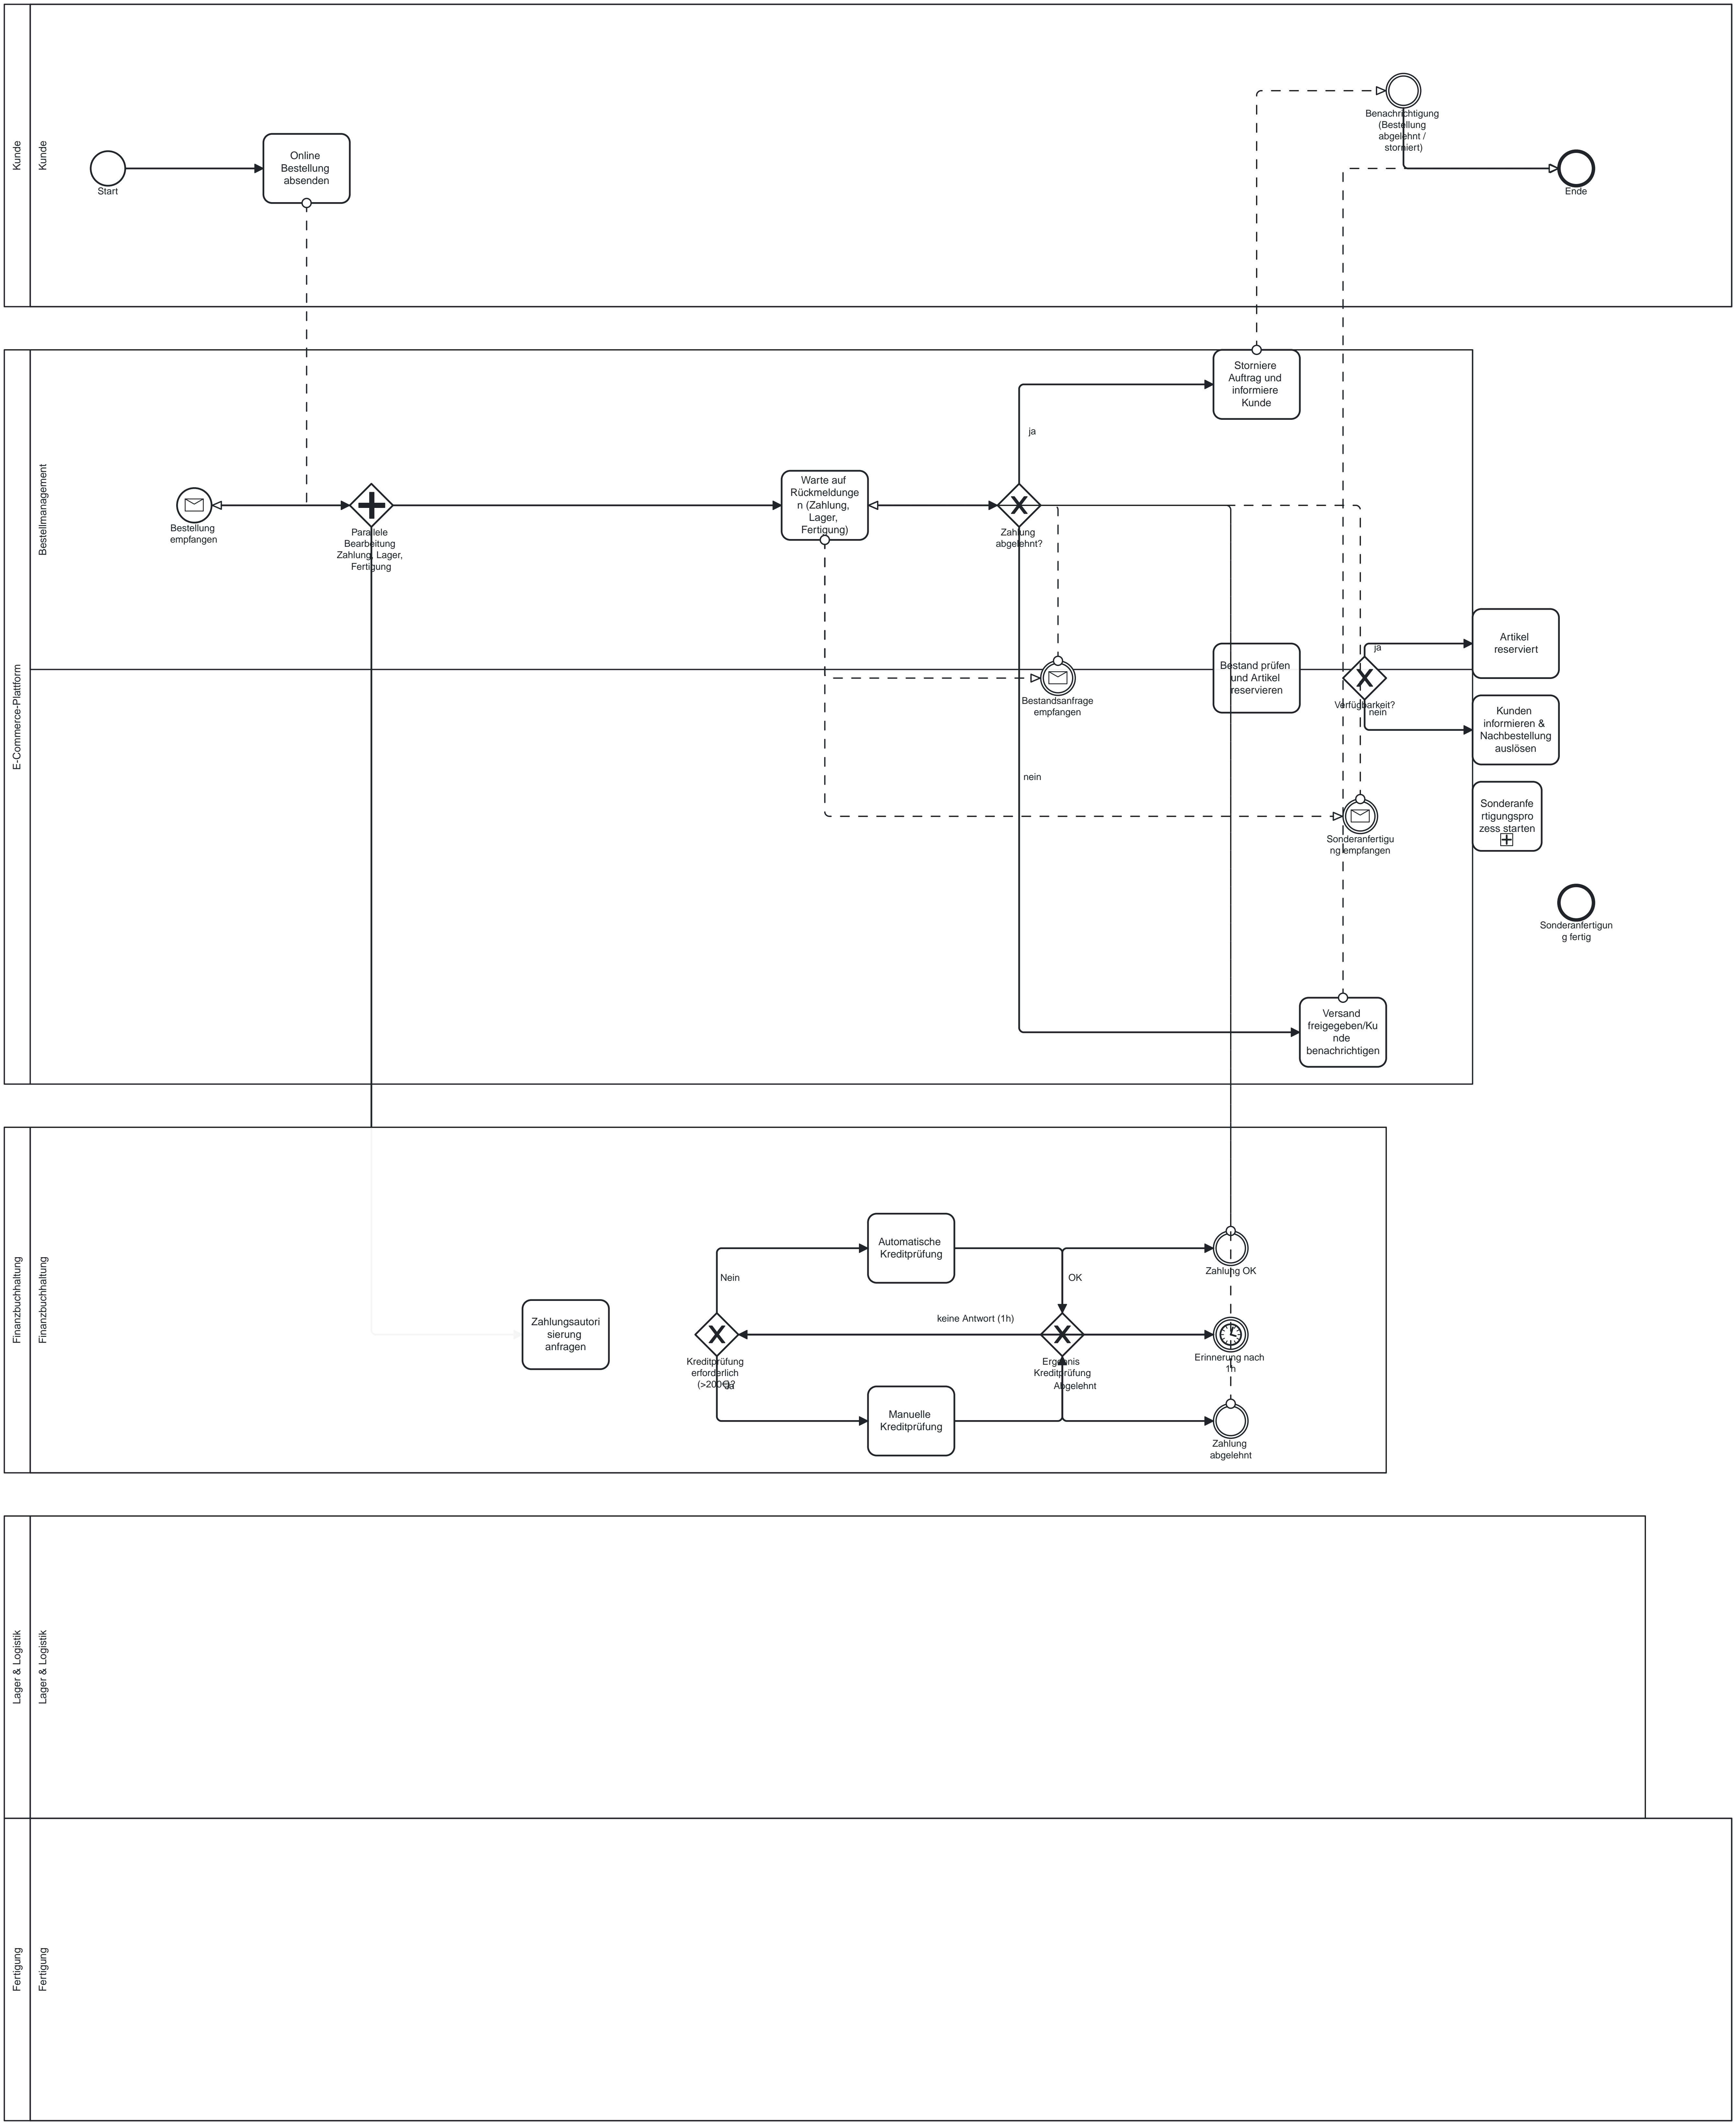 Kunde
Kunde
Start
Online
Bestellung
absenden
Benachrichtigung
(Bestellung
abgelehnt /
storniert)
Ende
E-Commerce-Plattform
Bestellmanagement
Bestellung
empfangen
Parallele
Bearbeitung
Zahlung, Lager,
Fertigung
Warte auf
Rückmeldunge
n (Zahlung,
Lager,
Fertigung)
Zahlung
abgelehnt?
ja
nein
Storniere
Auftrag und
informiere
Kunde
Bestandsanfrage
empfangen
Bestand prüfen
und Artikel
reservieren
Verfügbarkeit?
ja
nein
Artikel
reserviert
Kunden
informieren &
Nachbestellung
auslösen
Sonderanfertigu
ng empfangen
Sonderanfe
rtigungspro
zess starten
Sonderanfertigun
g fertig
Versand
freigegeben/Ku
nde
benachrichtigen
Finanzbuchhaltung
Finanzbuchhaltung
Zahlungsautori
sierung
anfragen
Kreditprüfung
erforderlich
(>200€)?
Nein
Ja
Automatische
Kreditprüfung
Manuelle
Kreditprüfung
keine Antwort (1h)
Ergebnis
Kreditprüfung
OK
Abgelehnt
Zahlung OK
Erinnerung nach
1h
Zahlung
abgelehnt
Lager & Logistik
Lager & Logistik
Fertigung
Fertigung